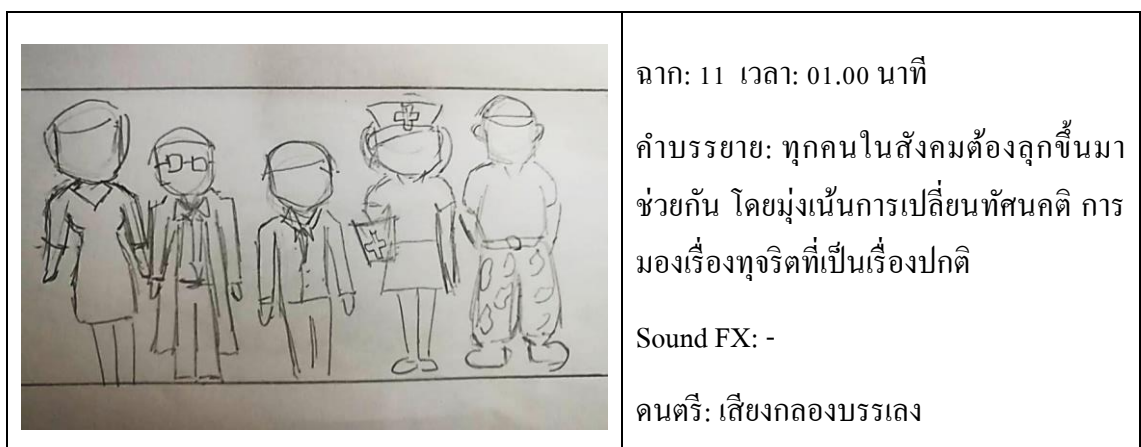 ฉาก: 11 เวลา: 01.00 นาที
คำบรรยาย: ทุกคนในสังคมต้องลุกขึ้นมา
ช่วยกัน โดยมุ่งเน้นการเปลี่ยนทัศนคติ การ
มองเรื่องทุจริตที่เป็นเรื่องปกติ
Sound FX: -
ดนตรี: เสียงกลองบรรเลง